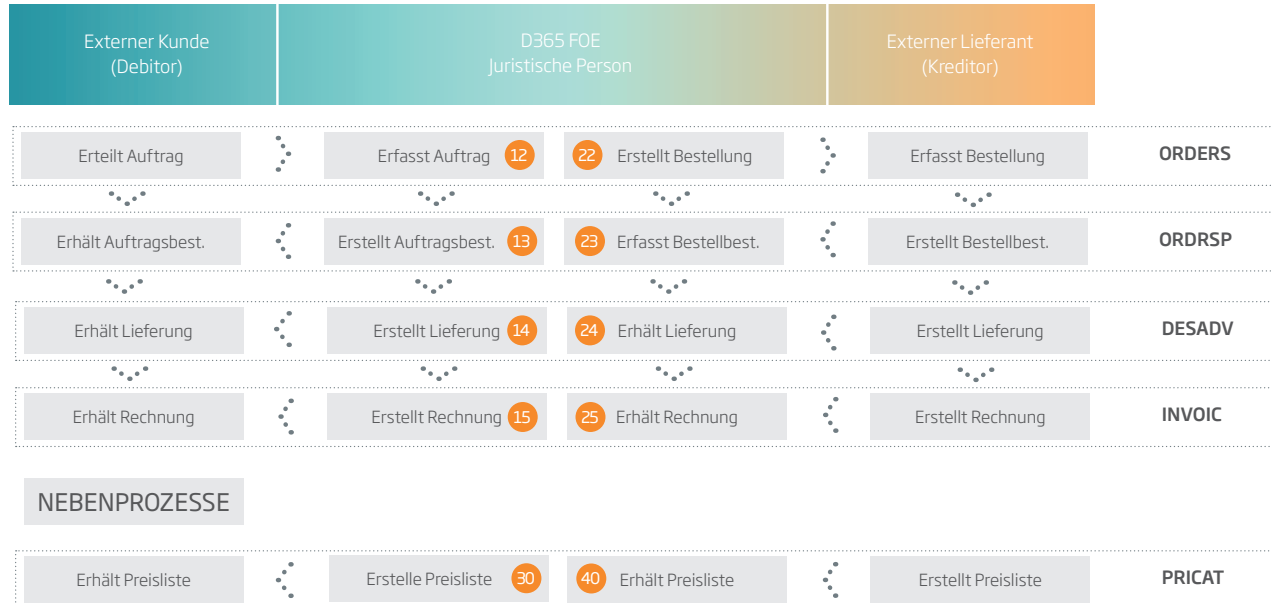 Externer Kunde
(Debitor)
D365 FOE
Juristische Person
Externer Lieferant
(Kreditor)
Erteilt Auftrag
Erfasst Auftrag 12
22 Erstellt Bestellung
Erfasst Bestellung
ORDERS
Erhält Auftragsbest.
Erstellt Auftragsbest. 13
23 Erfasst Bestellbest.
Erstellt Bestellbest.
ORDRSP
Erhält Lieferung
Erstellt Lieferung 14
24 Erhält Lieferung
Erstellt Lieferung
DESADV
Erhält Rechnung
Erstellt Rechnung 15
25 Erhält Rechnung
Erstellt Rechnung
INVOIC
NEBENPROZESSE
Erhält Preisliste
Erstelle Preisliste 30
40 Erhält Preisliste
Erstellt Preisliste
PRICAT